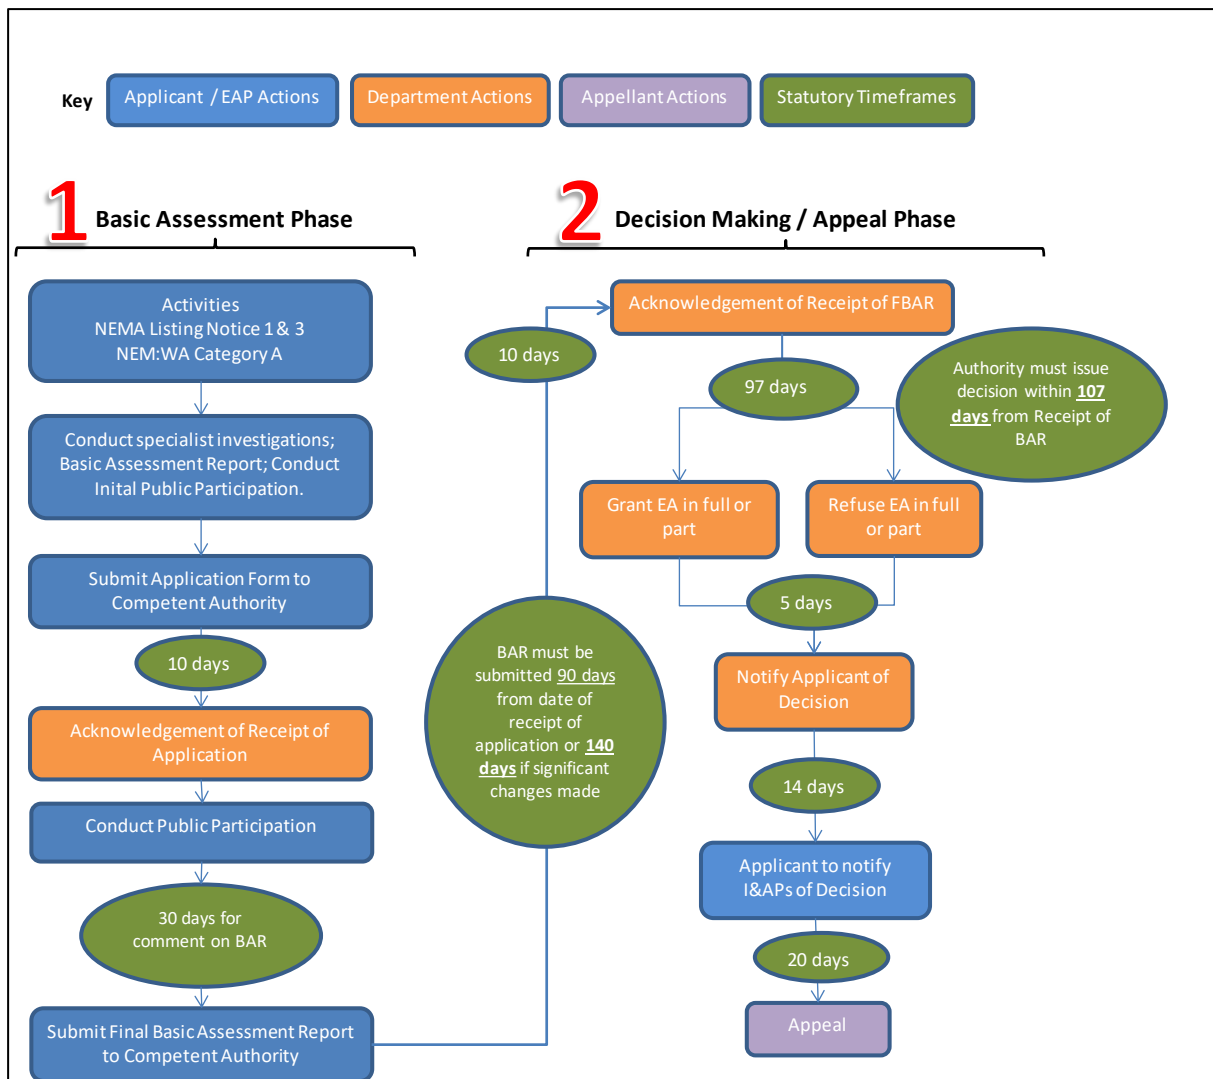 Key
Applicant / EAP Actions
Department Actions
Appellant Actions
Statutory Timeframes
1
Basic Assessment Phase
Activities
NEMA Listing Notice 1 & 3
NEM:WA Category A
Conduct specialist investigations;
Basic Assessment Report; Conduct
Inital Public Participation.
Submit Application Form to
Competent Authority
10 days
Acknowledgement of Receipt of
Application
Conduct Public Participation
30 days for
comment on BAR
Submit Final Basic Assessment Report
to Competent Authority
BAR must be
submitted 90 days
from date of
receipt of
application or 140
days if significant
changes made
10 days
2
Decision Making / Appeal Phase
Acknowledgement of Receipt of FBAR
97 days
Authority must issue
decision within 107
days from Receipt of
BAR
Grant EA in full or
part
Refuse EA in full
or part
5 days
Notify Applicant of
Decision
14 days
Applicant to notify
I&APs of Decision
20 days
Appeal